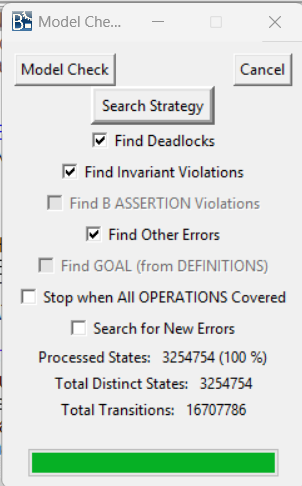 Model Che...
Model Check
Cancel
Search Strategy
Find Deadlocks
Find Invariant Violations
Find B ASSERTION Violations
Find Other Errors
Find GOAL (from DEFINITIONS)
Stop when All OPERATIONS Covered
Search for New Errors
Processed States: 3254754 (100 %)
Total Distinct States: 3254754
Total Transitions: 16707786